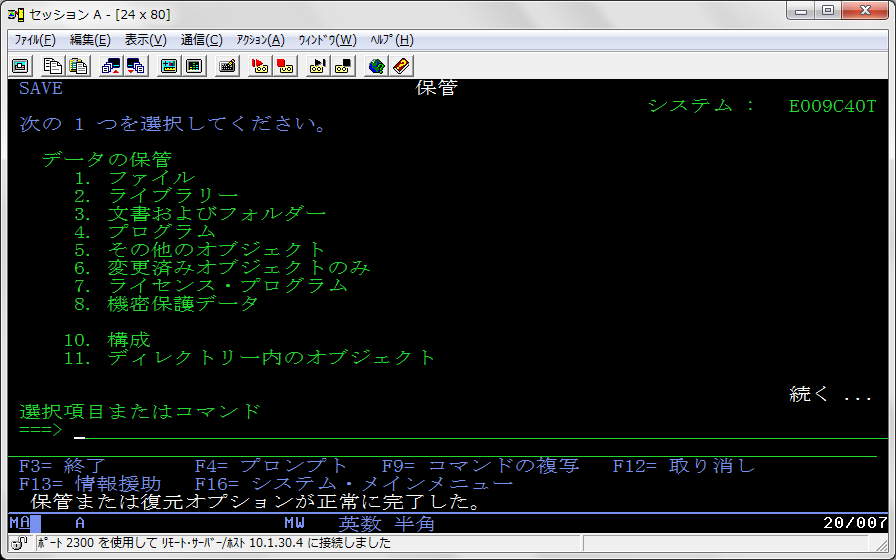 セッション A - [24 x 80]
ﾌｧｲﾙ(F) 編集(E) 表示(V) 通信(C) ｱｸｼｮﾝ(A) ｳｨﾝﾄﾞｳ(W) ﾍﾙﾌﾟ(H)
SAVE 保管
システム : E009C40T
次の 1 つを選択してください。
データの保管
1. ファイル
2. ライブラリー
3. 文書およびフォルダー
4. プログラム
5. その他のオブジェクト
6. 変更済みオブジェクトのみ
7. ライセンス・プログラム
8. 機密保護データ
10. 構成
11. ディレクトリー内のオブジェクト
続く ...
選択項目またはコマンド
===> _
F3= 終了 F4= プロンプト F9= コマンドの複写 F12= 取り消し
F13= 情報援助 F16= システム・メインメニュー
保管または復元オプションが正常に完了した。
MA A MW 英数 半角 20/007
ﾎﾟｰﾄ 2300 を使用して ﾘﾓｰﾄ･ｻｰﾊﾞｰ/ﾎｽﾄ 10.1.30.4 に接続しました